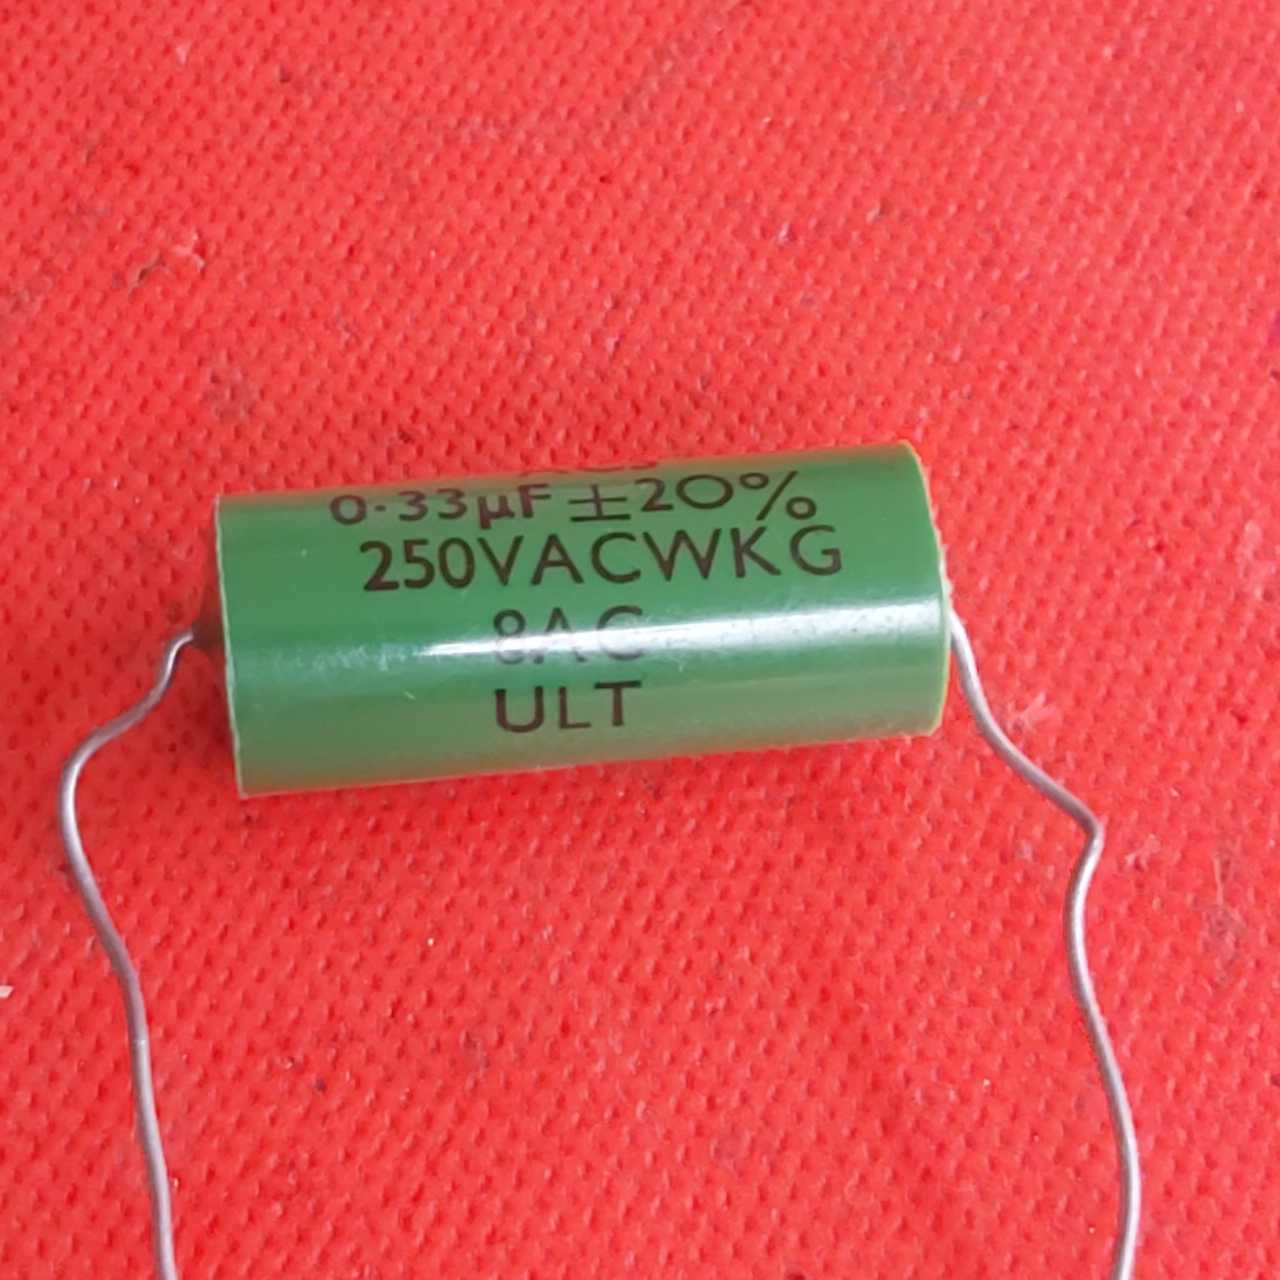 0·33µF ±20%
250VACWKG
8AC
ULT